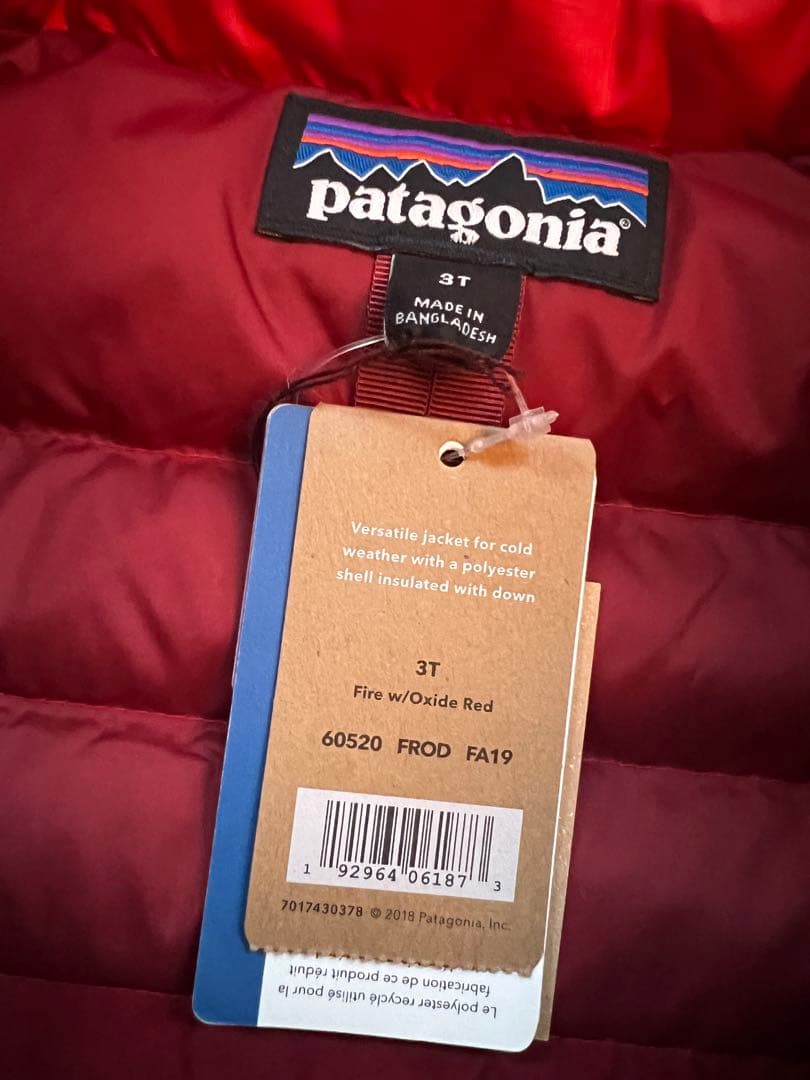 patagonia®
3T
MADE IN
BANGLADESH
Versatile jacket for cold
weather with a polyester
shell insulated with down
3T
Fire w/Oxide Red
60520 FROD FA19
1 92964 06187 3
7017430378 © 2018 Patagonia, Inc.
Le polyester recyclé utilisé pour la
fabrication de ce produit réduit